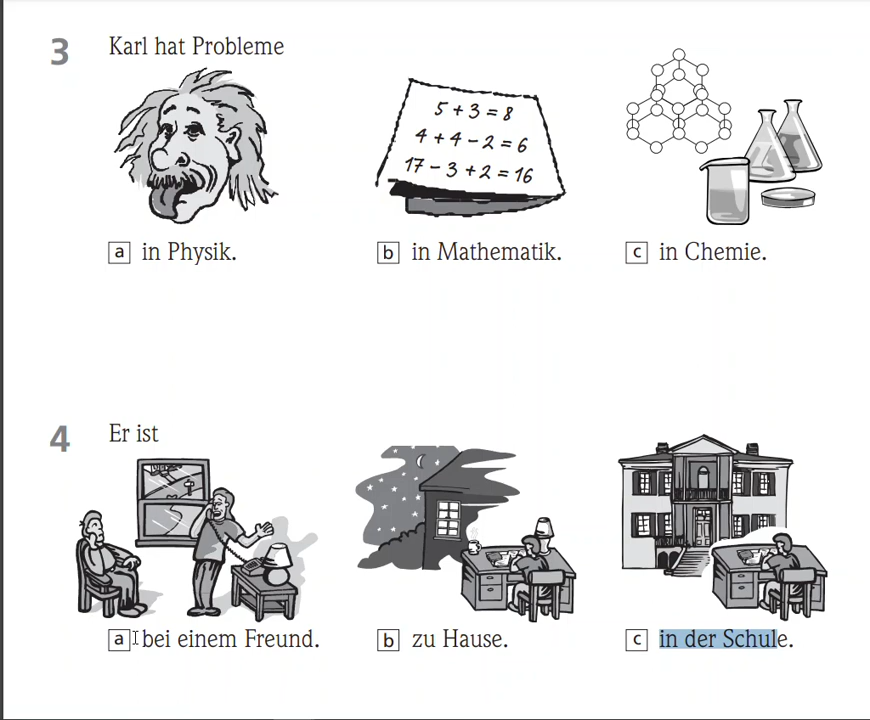 3 Karl hat Probleme
5 + 3 = 8
4 + 4 - 2 = 6
17 - 3 + 2 = 16
a in Physik.
b in Mathematik.
c in Chemie.
4 Er ist
a bei einem Freund.
b zu Hause.
c in der Schule.